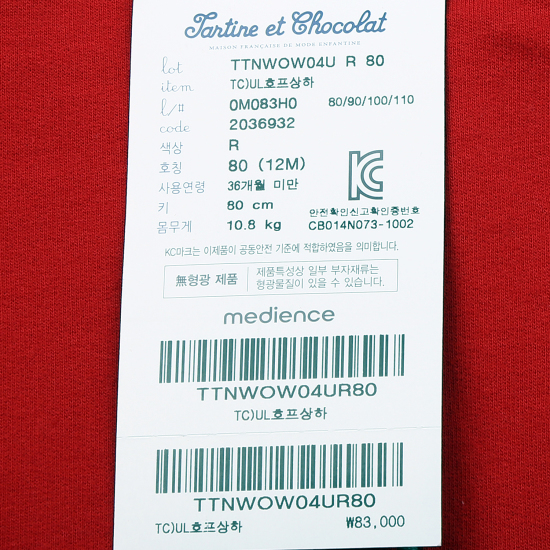 Tartine et Chocolat
MAISON FRANÇAISE DE MODE ENFANTINE
lot TTNWOW04U R 80
item TC)UL호프상하
l/# 0M083H0 80/90/100/110
code 2036932
색상 R
호칭 80 (12M)
사용연령 36개월 미만
키 80 cm
몸무게 10.8 kg
안전확인신고확인증번호
CB014N073-1002
KC마크는 이제품이 공동안전 기준에 적합하였음을 의미합니다.
無형광 제품
제품특성상 일부 부자재류는
형광물질이 있을 수 있습니다.
medience
TTNWOW04UR80
TC)UL호프상하
TTNWOW04UR80
TC)UL호프상하 ₩83,000